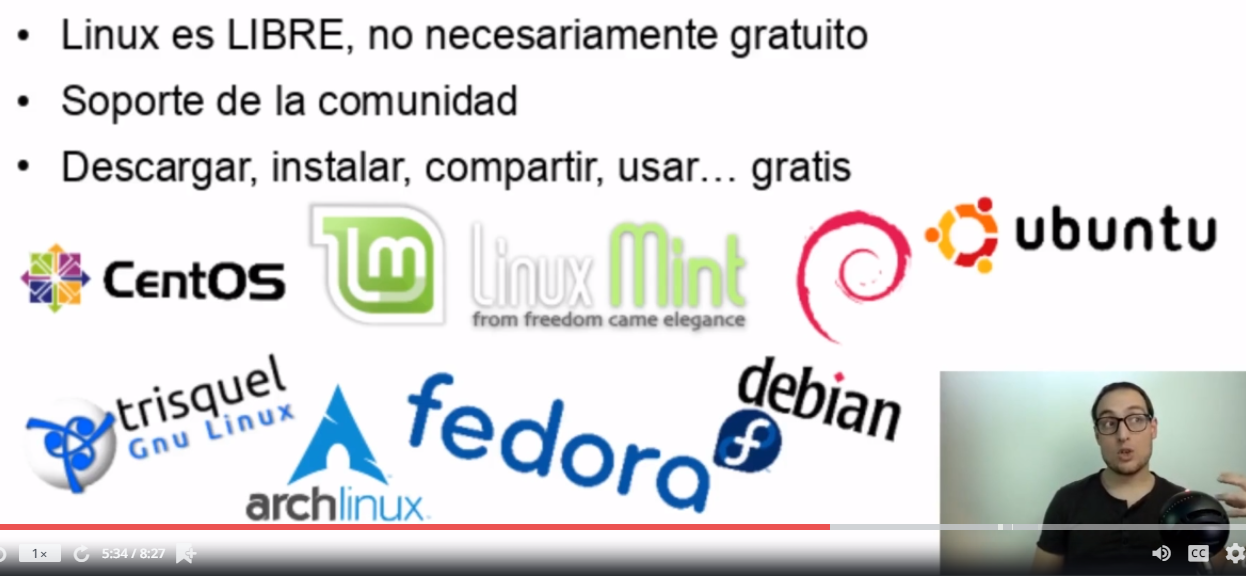 • Linux es LIBRE, no necesariamente gratuito
• Soporte de la comunidad
• Descargar, instalar, compartir, usar... gratis
CentOS
Linux Mint
from freedom came elegance
ubuntu
trisquel
Gnu Linux
archlinux
fedora
debian
1×
5:34 / 8:27
CC